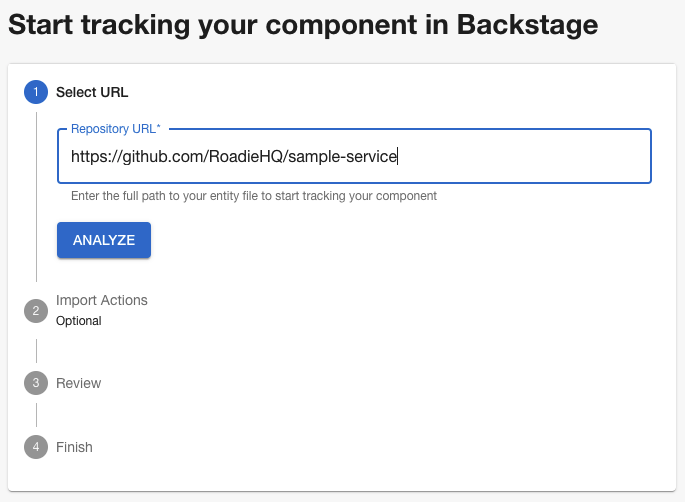 Start tracking your component in Backstage
1 Select URL
Repository URL*
https://github.com/RoadieHQ/sample-service
Enter the full path to your entity file to start tracking your component
ANALYZE
2 Import Actions
Optional
3 Review
4 Finish